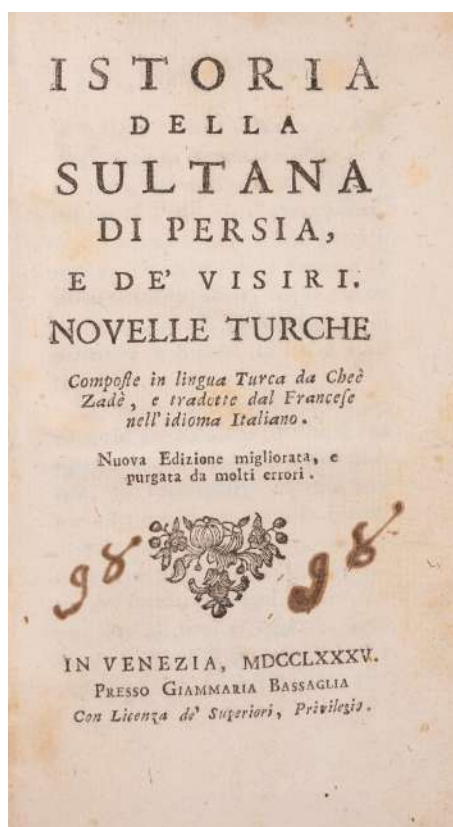 ISTORIA
DELLA
SULTANA
DI PERSIA,
E DE' VISIRI.
NOVELLE TURCHE
Composte in lingua Turca da Cheè
Zadè, e tradotte dal Francese
nell' idioma Italiano.
Nuova Edizione migliorata, e
purgata da molti errori.
98 98
IN VENEZIA, MDCCLXXXV.
PRESSO GIAMMARIA BASSAGLIA
Con Licenza de' Superiori, Privilegio.